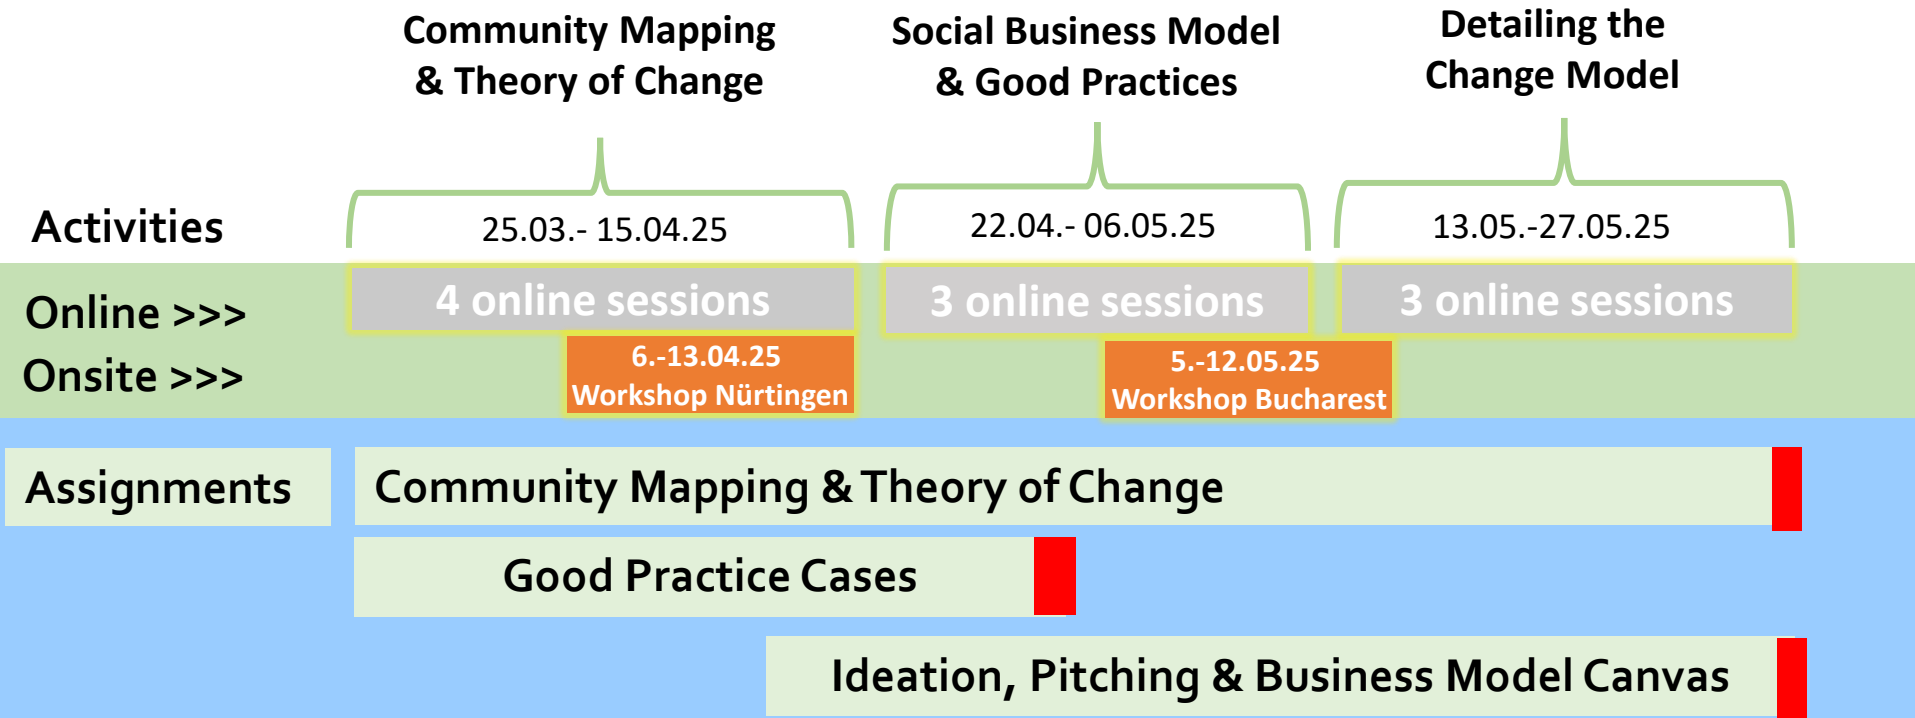 Community Mapping
& Theory of Change
Social Business Model
& Good Practices
Detailing the
Change Model
Activities
25.03.- 15.04.25
22.04.- 06.05.25
13.05.-27.05.25
Online >>>
4 online sessions
3 online sessions
3 online sessions
Onsite >>>
6.-13.04.25
Workshop Nürtingen
5.-12.05.25
Workshop Bucharest
Assignments
Community Mapping & Theory of Change
Good Practice Cases
Ideation, Pitching & Business Model Canvas